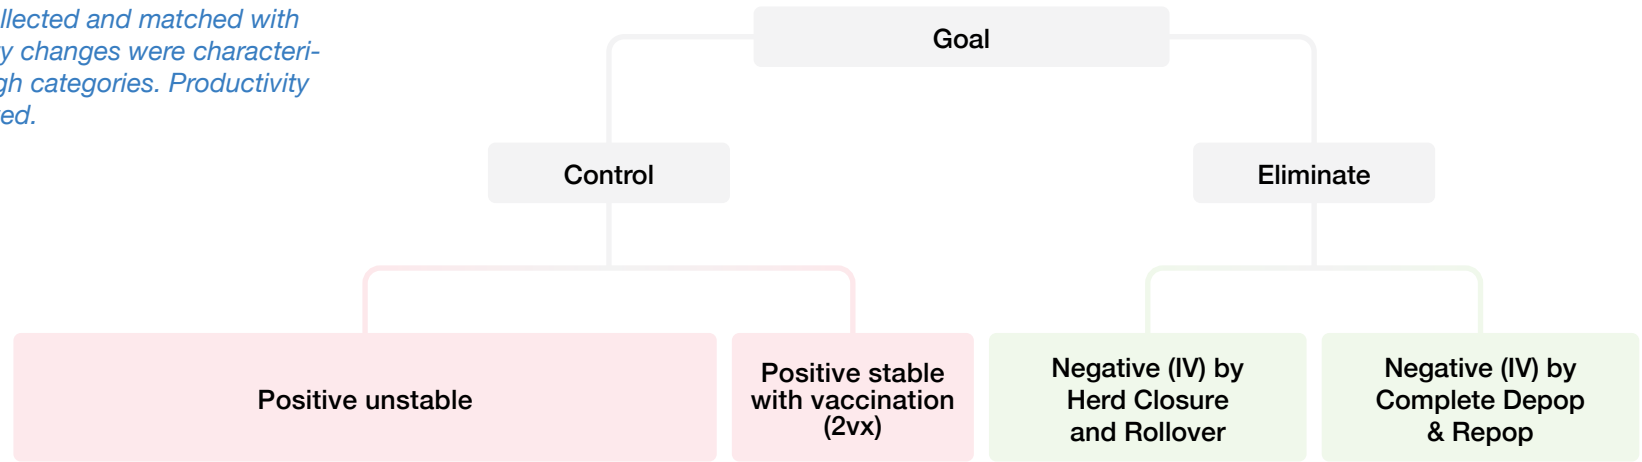 llected and matched with
y changes were characteri-
gh categories. Productivity
ed.
Goal
Control
Eliminate
Positive unstable
Positive stable
with vaccination
(2vx)
Negative (IV) by
Herd Closure
and Rollover
Negative (IV) by
Complete Depop
& Repop